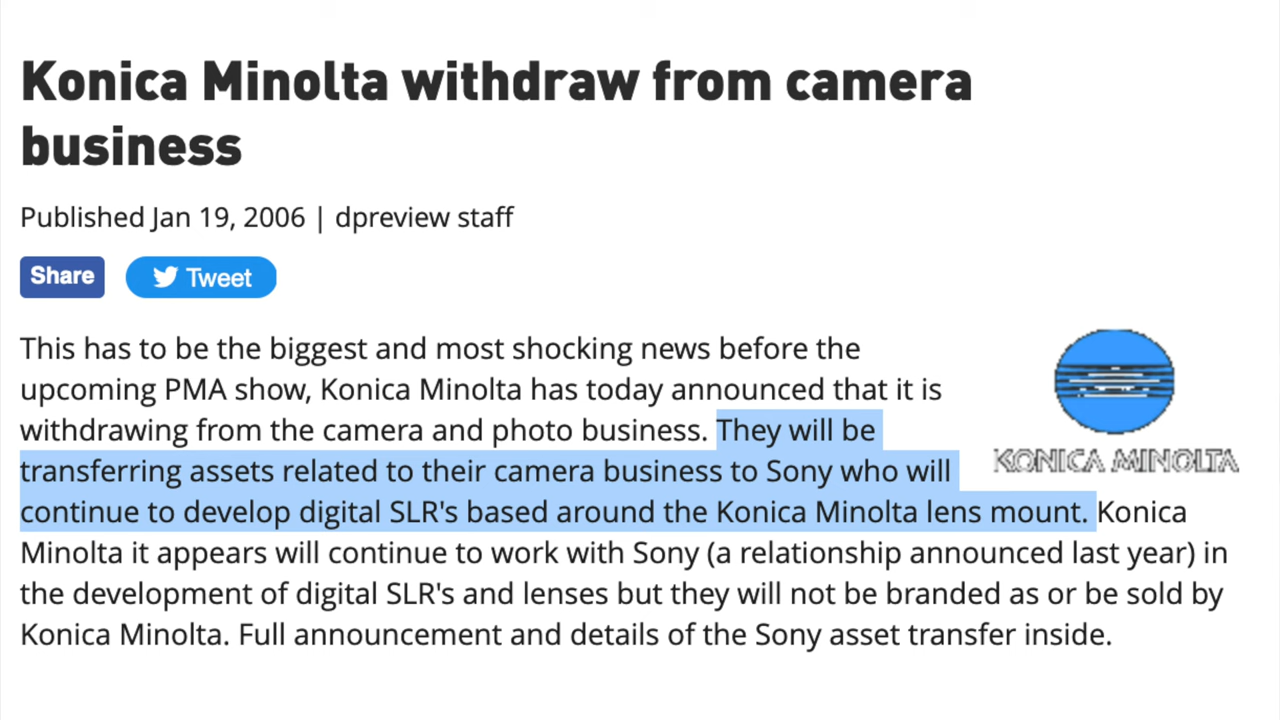 Konica Minolta withdraw from camera
business
Published Jan 19, 2006 | dpreview staff
Share
Tweet
This has to be the biggest and most shocking news before the
upcoming PMA show, Konica Minolta has today announced that it is
withdrawing from the camera and photo business. They will be
transferring assets related to their camera business to Sony who will
continue to develop digital SLR's based around the Konica Minolta lens mount. Konica
Minolta it appears will continue to work with Sony (a relationship announced last year) in
the development of digital SLR's and lenses but they will not be branded as or be sold by
Konica Minolta. Full announcement and details of the Sony asset transfer inside.
KONICA MINOLTA